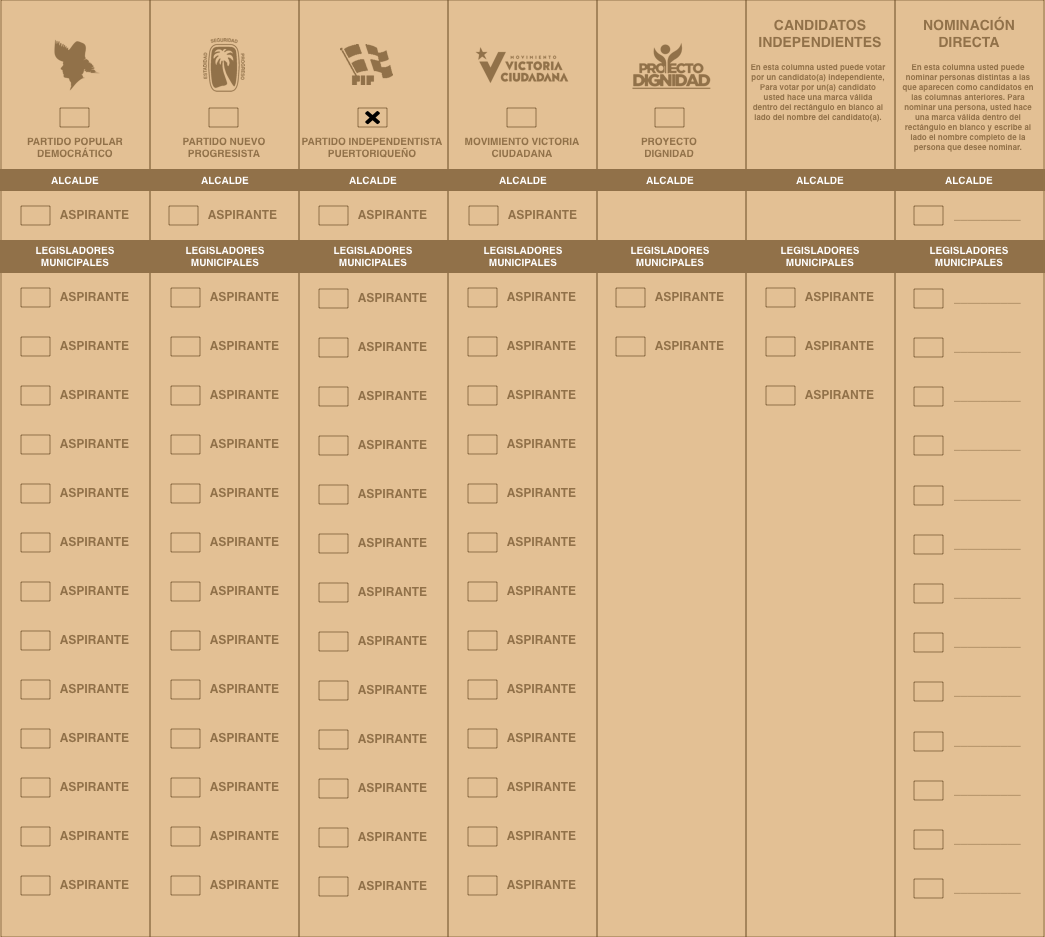 SEGURIDAD
ESTADIDAD
PROGRESO
PIP
MOVIMIENTO
VICTORIA
CIUDADANA
PROYECTO
DIGNIDAD
CANDIDATOS
INDEPENDIENTES
En esta columna usted puede votar
por un candidato(a) independiente,
Para votar por un(a) candidato
usted hace una marca válida
dentro del rectángulo en blanco al
lado del nombre del candidato(a).
NOMINACIÓN
DIRECTA
En esta columna usted puede
nominar personas distintas a las
que aparecen como candidatos en
las columnas anteriores. Para
nominar una persona, usted hace
una marca válida dentro del
rectángulo en blanco y escribe al
lado el nombre completo de la
persona que desee nominar.
PARTIDO POPULAR
DEMOCRÁTICO
PARTIDO NUEVO
PROGRESISTA
PARTIDO INDEPENDENTISTA
PUERTORIQUEÑO
MOVIMIENTO VICTORIA
CIUDADANA
PROYECTO
DIGNIDAD
ALCALDE ALCALDE ALCALDE ALCALDE ALCALDE ALCALDE ALCALDE
ASPIRANTE ASPIRANTE ASPIRANTE ASPIRANTE
LEGISLADORES LEGISLADORES LEGISLADORES LEGISLADORES LEGISLADORES LEGISLADORES LEGISLADORES
MUNICIPALES MUNICIPALES MUNICIPALES MUNICIPALES MUNICIPALES MUNICIPALES MUNICIPALES
ASPIRANTE ASPIRANTE ASPIRANTE ASPIRANTE ASPIRANTE ASPIRANTE
ASPIRANTE ASPIRANTE ASPIRANTE ASPIRANTE ASPIRANTE ASPIRANTE
ASPIRANTE ASPIRANTE ASPIRANTE ASPIRANTE ASPIRANTE
ASPIRANTE ASPIRANTE ASPIRANTE ASPIRANTE
ASPIRANTE ASPIRANTE ASPIRANTE ASPIRANTE
ASPIRANTE ASPIRANTE ASPIRANTE ASPIRANTE
ASPIRANTE ASPIRANTE ASPIRANTE ASPIRANTE
ASPIRANTE ASPIRANTE ASPIRANTE ASPIRANTE
ASPIRANTE ASPIRANTE ASPIRANTE ASPIRANTE
ASPIRANTE ASPIRANTE ASPIRANTE ASPIRANTE
ASPIRANTE ASPIRANTE ASPIRANTE ASPIRANTE
ASPIRANTE ASPIRANTE ASPIRANTE ASPIRANTE
ASPIRANTE ASPIRANTE ASPIRANTE ASPIRANTE